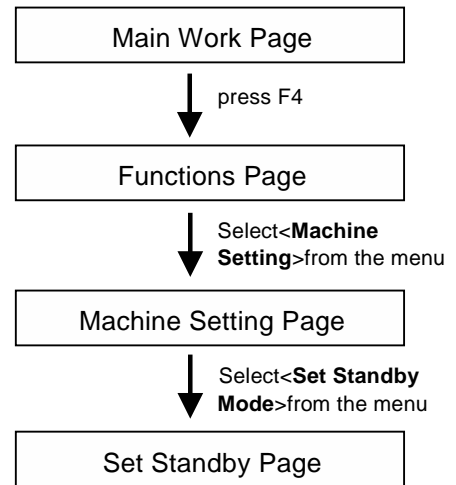 Main Work Page
press F4
Functions Page
Select<Machine
Setting>from the menu
Machine Setting Page
Select<Set Standby
Mode>from the menu
Set Standby Page